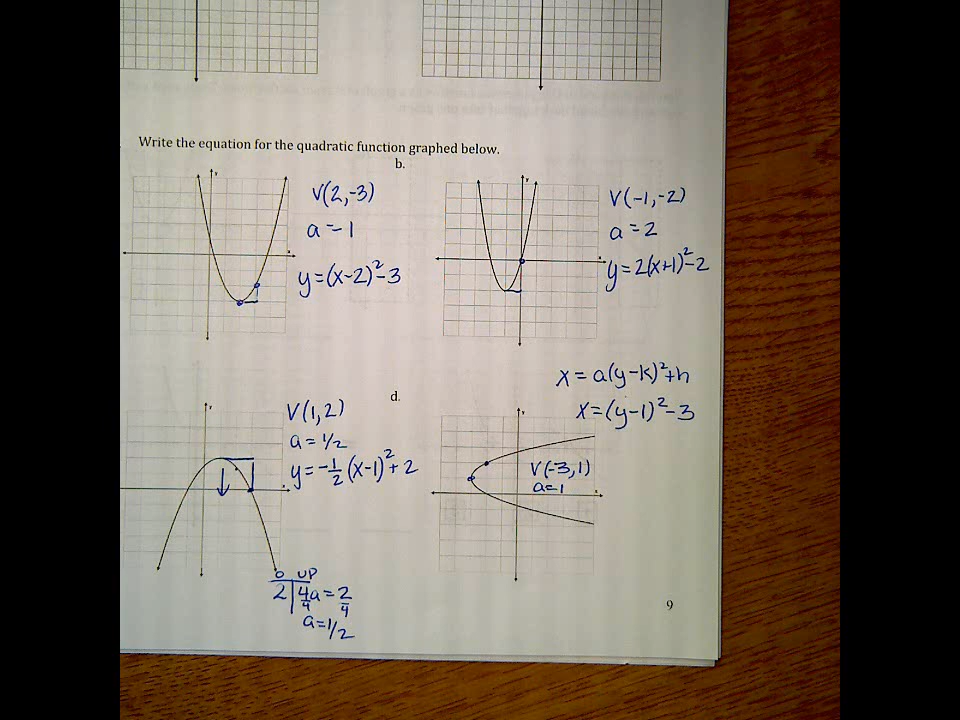 Write the equation for the quadratic function graphed below.
b.
V(2,-3)
a = 1
y=(x-2)²-3
V(-1,-2)
a = 2
y=2(x+1)²-2
d.
V(1,2)
a = 1/2
y=-1/2(x-1)²+2
O UP
2 4a = 2
4 4
a=1/2
x = a(y-k)²+h
x=(y-1)²-3
V(-3,1)
a=1
9